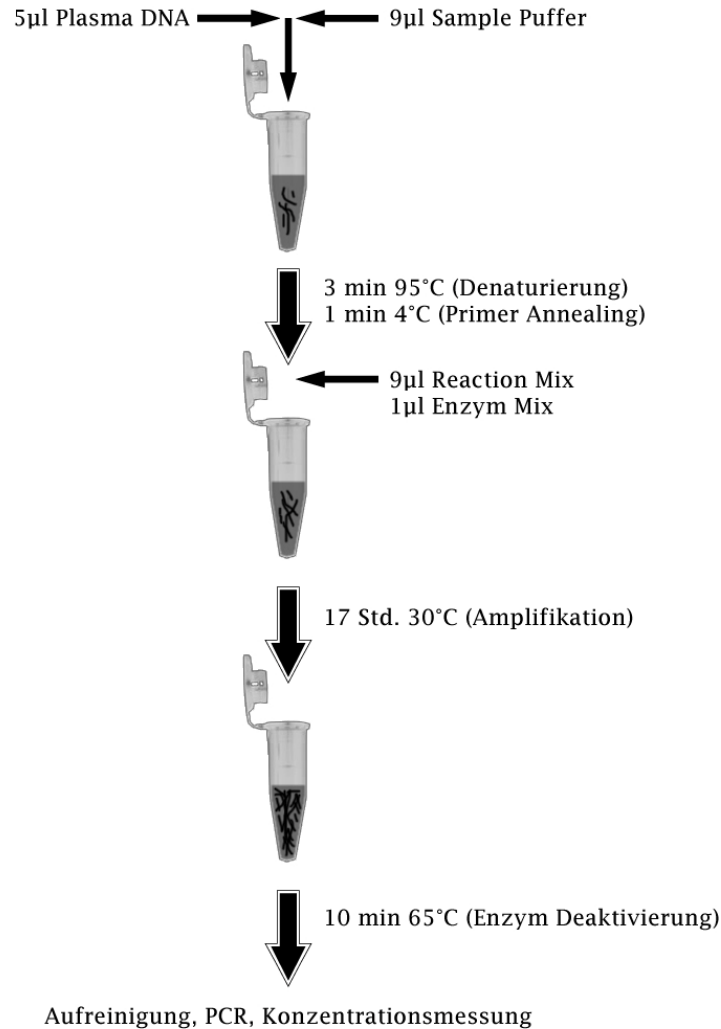 5µl Plasma DNA
9µl Sample Puffer
3 min 95°C (Denaturierung)
1 min 4°C (Primer Annealing)
9µl Reaction Mix
1µl Enzym Mix
17 Std. 30°C (Amplifikation)
10 min 65°C (Enzym Deaktivierung)
Aufreinigung, PCR, Konzentrationsmessung